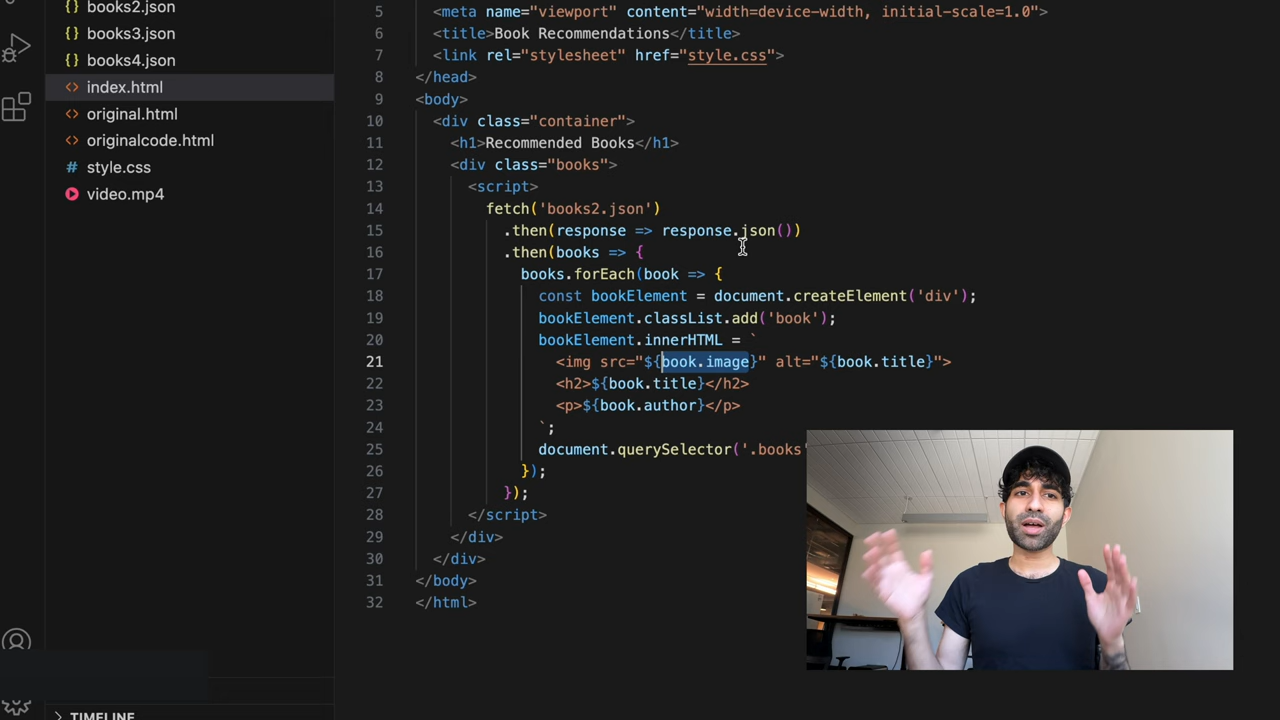 books2.json
books3.json
books4.json
index.html
original.html
originalcode.html
style.css
video.mp4
TIMELINE
5 <meta name="viewport" content="width=device-width, initial-scale=1.0">
6 <title>Book Recommendations</title>
7 <link rel="stylesheet" href="style.css">
8 </head>
9 <body>
10 <div class="container">
11 <h1>Recommended Books</h1>
12 <div class="books">
13 <script>
14 fetch('books2.json')
15 .then(response => response.json())
16 .then(books => {
17 books.forEach(book => {
18 const bookElement = document.createElement('div');
19 bookElement.classList.add('book');
20 bookElement.innerHTML = `
21 <img src="${book.image}" alt="${book.title}">
22 <h2>${book.title}</h2>
23 <p>${book.author}</p>
24 `;
25 document.querySelector('.books'
26 });
27 });
28 </script>
29 </div>
30 </div>
31 </body>
32 </html>